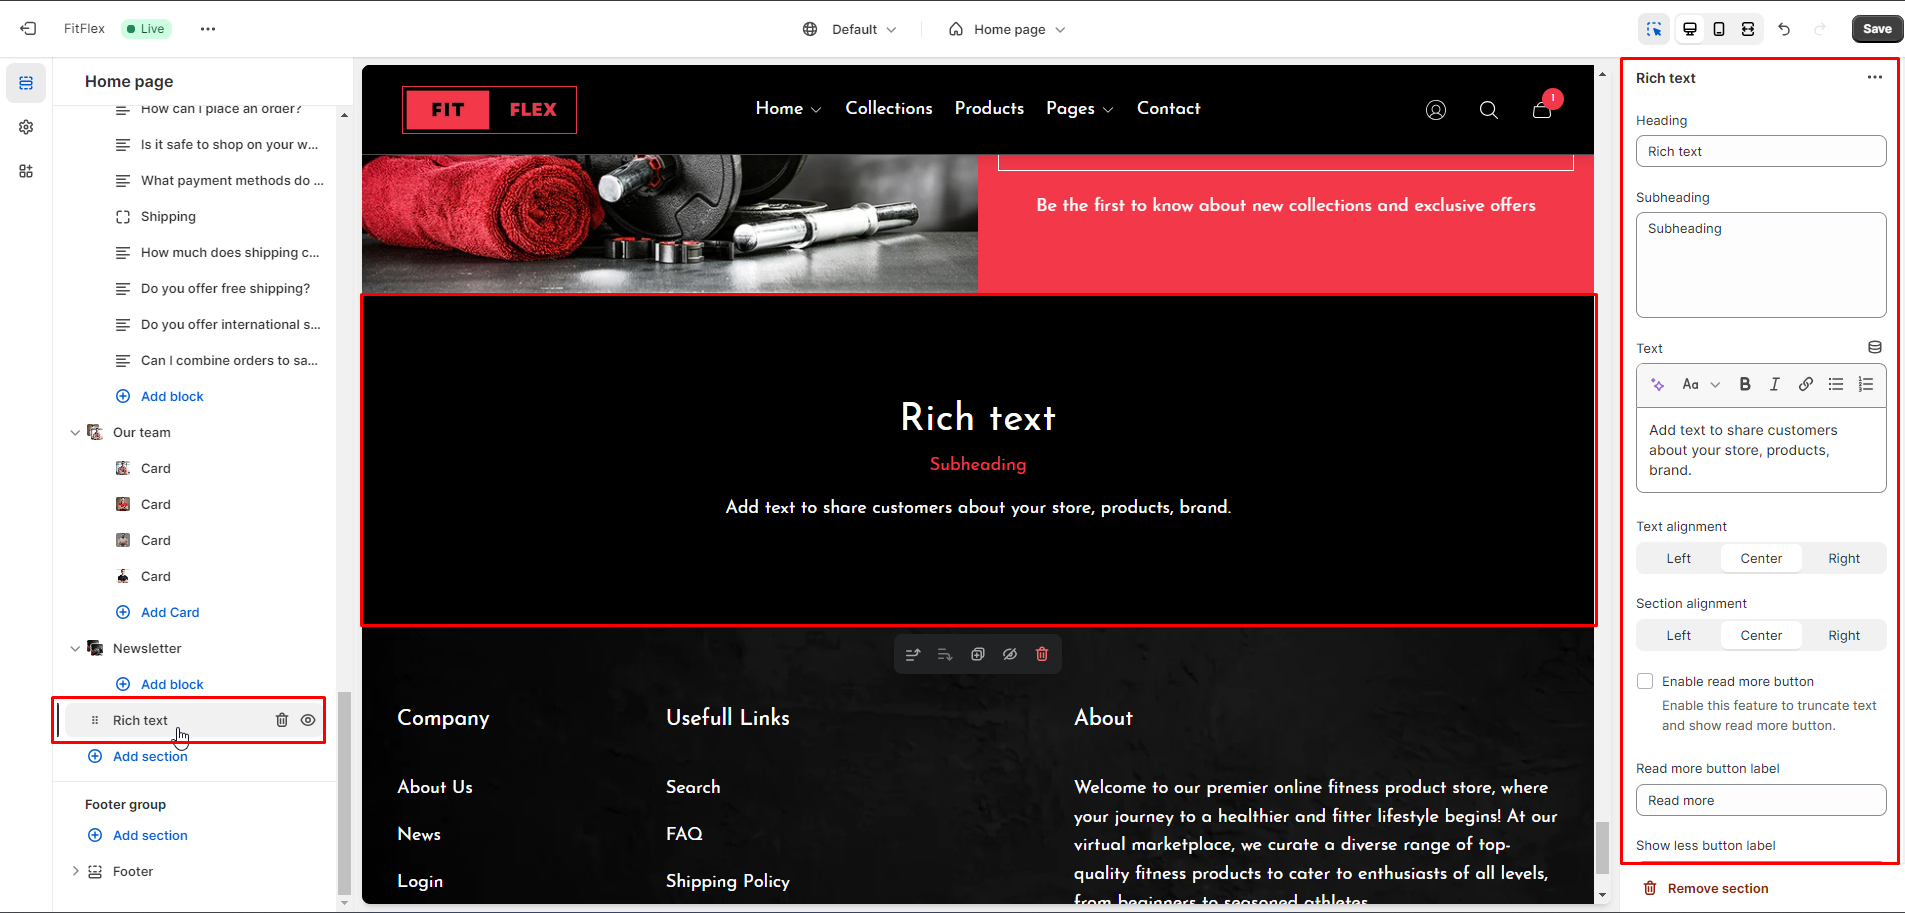 FitFlex
Live
Default
Home page
Save
Home page
How can I place an order?
Is it safe to shop on your w...
What payment methods do ...
Shipping
How much does shipping c...
Do you offer free shipping?
Do you offer international s...
Can I combine orders to sa...
Add block
Our team
Card
Card
Card
Card
Add Card
Newsletter
Add block
Rich text
Add section
Footer group
Add section
Footer
FIT FLEX
Home
Collections
Products
Pages
Contact
1
Be the first to know about new collections and exclusive offers
Rich text
Subheading
Add text to share customers about your store, products, brand.
Company
About Us
News
Login
Usefull Links
Search
FAQ
Shipping Policy
About
Welcome to our premier online fitness product store, where
your journey to a healthier and fitter lifestyle begins! At our
virtual marketplace, we curate a diverse range of top-
quality fitness products to cater to enthusiasts of all levels,
from beginners to seasoned athletes.
Rich text
Heading
Rich text
Subheading
Subheading
Text
Aa
B
I
Add text to share customers
about your store, products,
brand.
Text alignment
Left
Center
Right
Section alignment
Left
Center
Right
Enable read more button
Enable this feature to truncate text
and show read more button.
Read more button label
Read more
Show less button label
Remove section